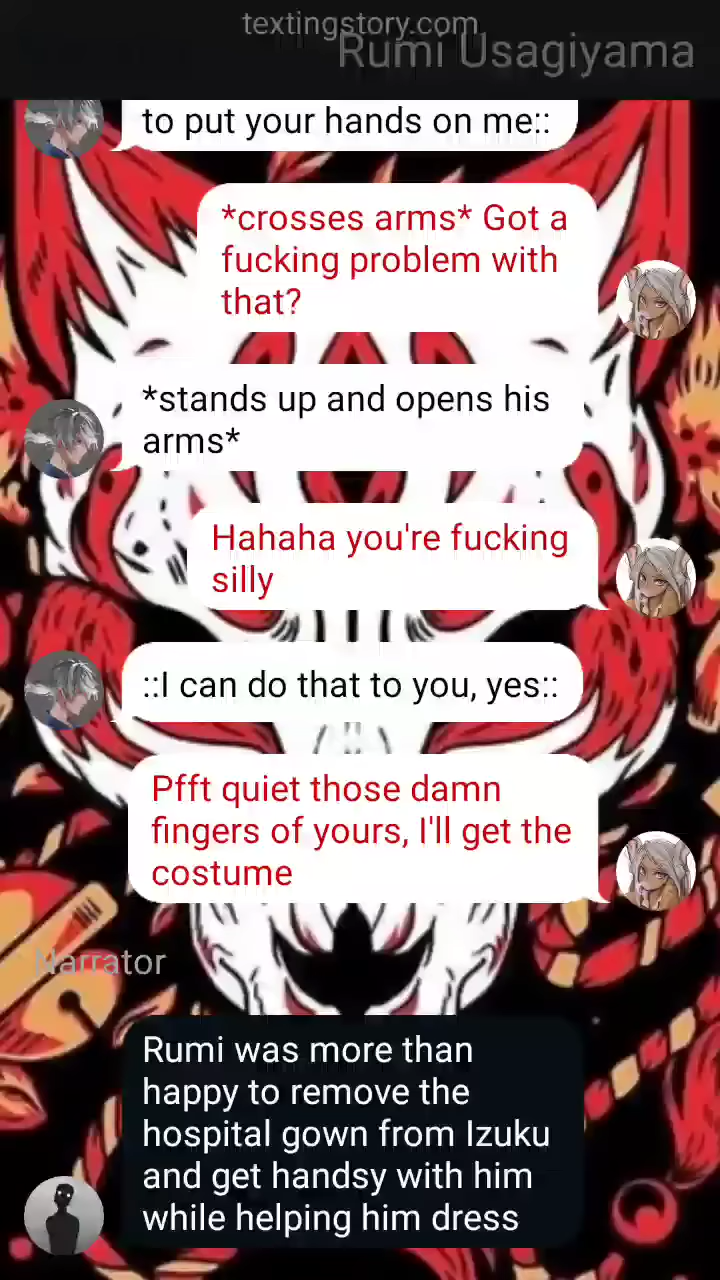 textingstory.com
Rumi Usagiyama
to put your hands on me::
*crosses arms* Got a
fucking problem with
that?
*stands up and opens his
arms*
Hahaha you're fucking
silly
::I can do that to you, yes::
Pfft quiet those damn
fingers of yours, I'll get the
costume
Narrator
Rumi was more than
happy to remove the
hospital gown from Izuku
and get handsy with him
while helping him dress